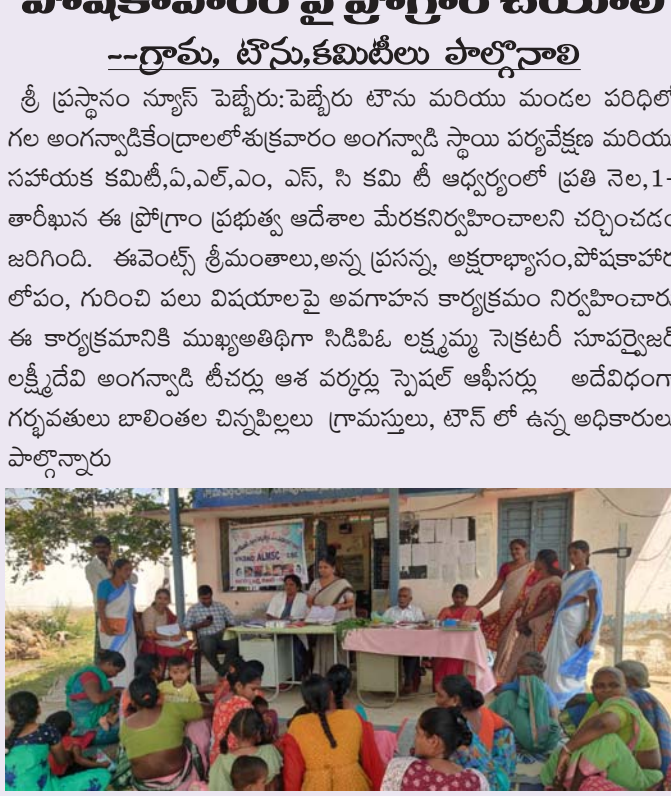 పోషకాహారం పై ప్రోగ్రాం చేయాలి
~~గ్రామ, టౌను,కమిటీలు పాల్గొనాలి
శ్రీ ప్రస్థానం న్యూస్ పెబ్బేరు:పెబ్బేరు టౌను మరియు మండల పరిధిలో
గల అంగన్వాడికేంద్రాలలోశుక్రవారం అంగన్వాడి స్థాయి పర్యవేక్షణ మరియు
సహాయక కమిటీ,ఏ,ఎల్,ఎం, ఎస్, సి కమి టీ ఆధ్వర్యంలో ప్రతి నెల,1-
తారీఖున ఈ ప్రోగ్రాం ప్రభుత్వ ఆదేశాల మేరకనిర్వహించాలని చర్చించడం
జరిగింది. ఈవెంట్స్ శ్రీమంతాలు,అన్న ప్రసన్న, అక్షరాభ్యాసం,పోషకాహార
లోపం, గురించి పలు విషయాలపై అవగాహన కార్యక్రమం నిర్వహించారు
ఈ కార్యక్రమానికి ముఖ్యఅతిథిగా సిడిపిఓ లక్ష్మమ్మ సెక్రటరీ సూపర్వైజర్
లక్ష్మీదేవి అంగన్వాడి టీచర్లు ఆశ వర్కర్లు స్పెషల్ ఆఫీసర్లు అదేవిధంగా
గర్భవతులు బాలింతల చిన్నపిల్లలు గ్రామస్తులు, టౌన్ లో ఉన్న అధికారులు
పాల్గొన్నారు
ALMSC